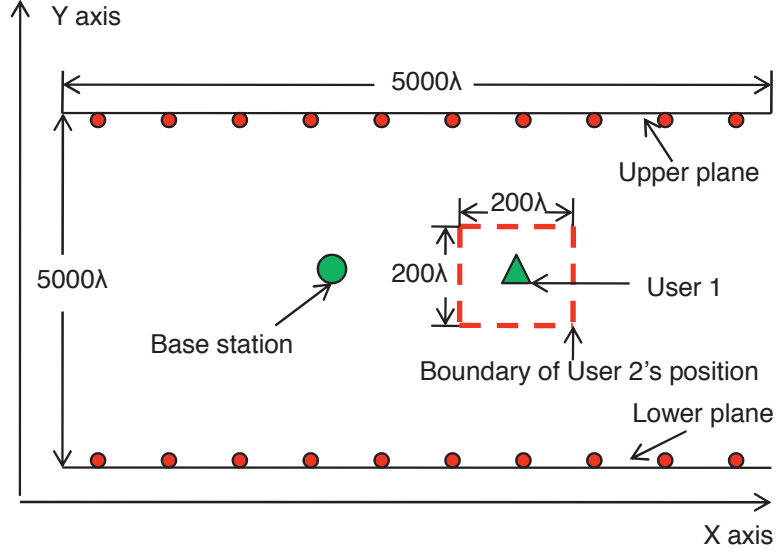 Y axis
5000λ
Upper plane
200λ
200λ
5000λ
User 1
Base station
Boundary of User 2's position
Lower plane
X axis